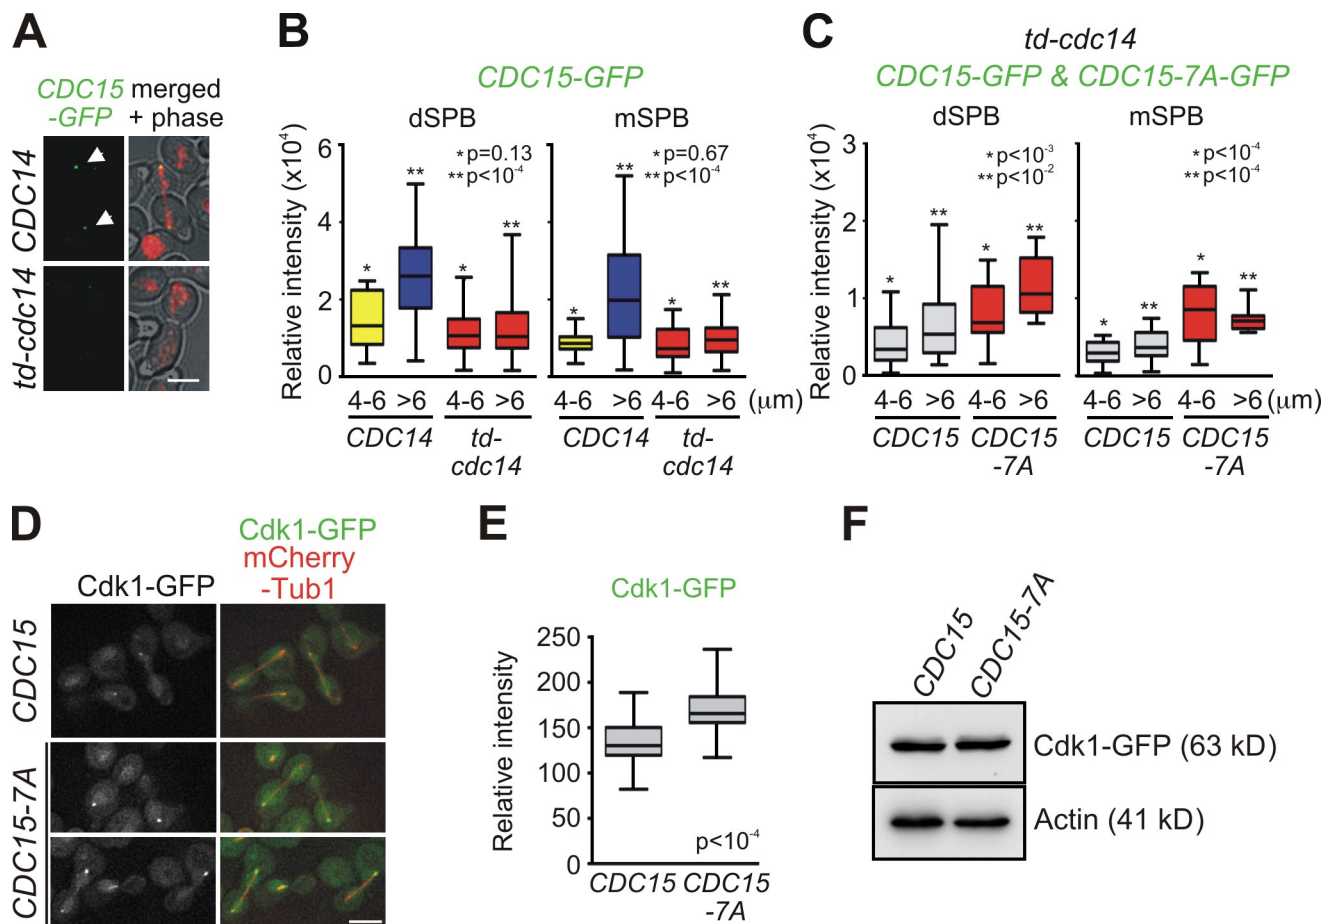 A
CDC15 merged
-GFP + phase
CDC14
td-cdc14
B
CDC15-GFP
dSPB mSPB
Relative intensity (x10⁴)
6
4
2
0
*p=0.13
**p<10⁻⁴
*p=0.67
**p<10⁻⁴
* ** * **
* ** * **
4-6 >6 4-6 >6 4-6 >6 4-6 >6 (μm)
CDC14 td- CDC14 td-
cdc14 cdc14
C
td-cdc14
CDC15-GFP & CDC15-7A-GFP
dSPB mSPB
Relative intensity (x10⁴)
3
2
1
0
*p<10⁻³
**p<10⁻²
*p<10⁻⁴
**p<10⁻⁴
* ** * **
* ** * **
4-6 >6 4-6 >6 4-6 >6 4-6 >6 (μm)
CDC15 CDC15 CDC15 CDC15
-7A -7A
D
Cdk1-GFP
Cdk1-GFP
mCherry
-Tub1
CDC15
CDC15-7A
E
Cdk1-GFP
Relative intensity
250
200
150
100
50
0
p<10⁻⁴
CDC15 CDC15
-7A
F
CDC15 CDC15-7A
Cdk1-GFP (63 kD)
Actin (41 kD)